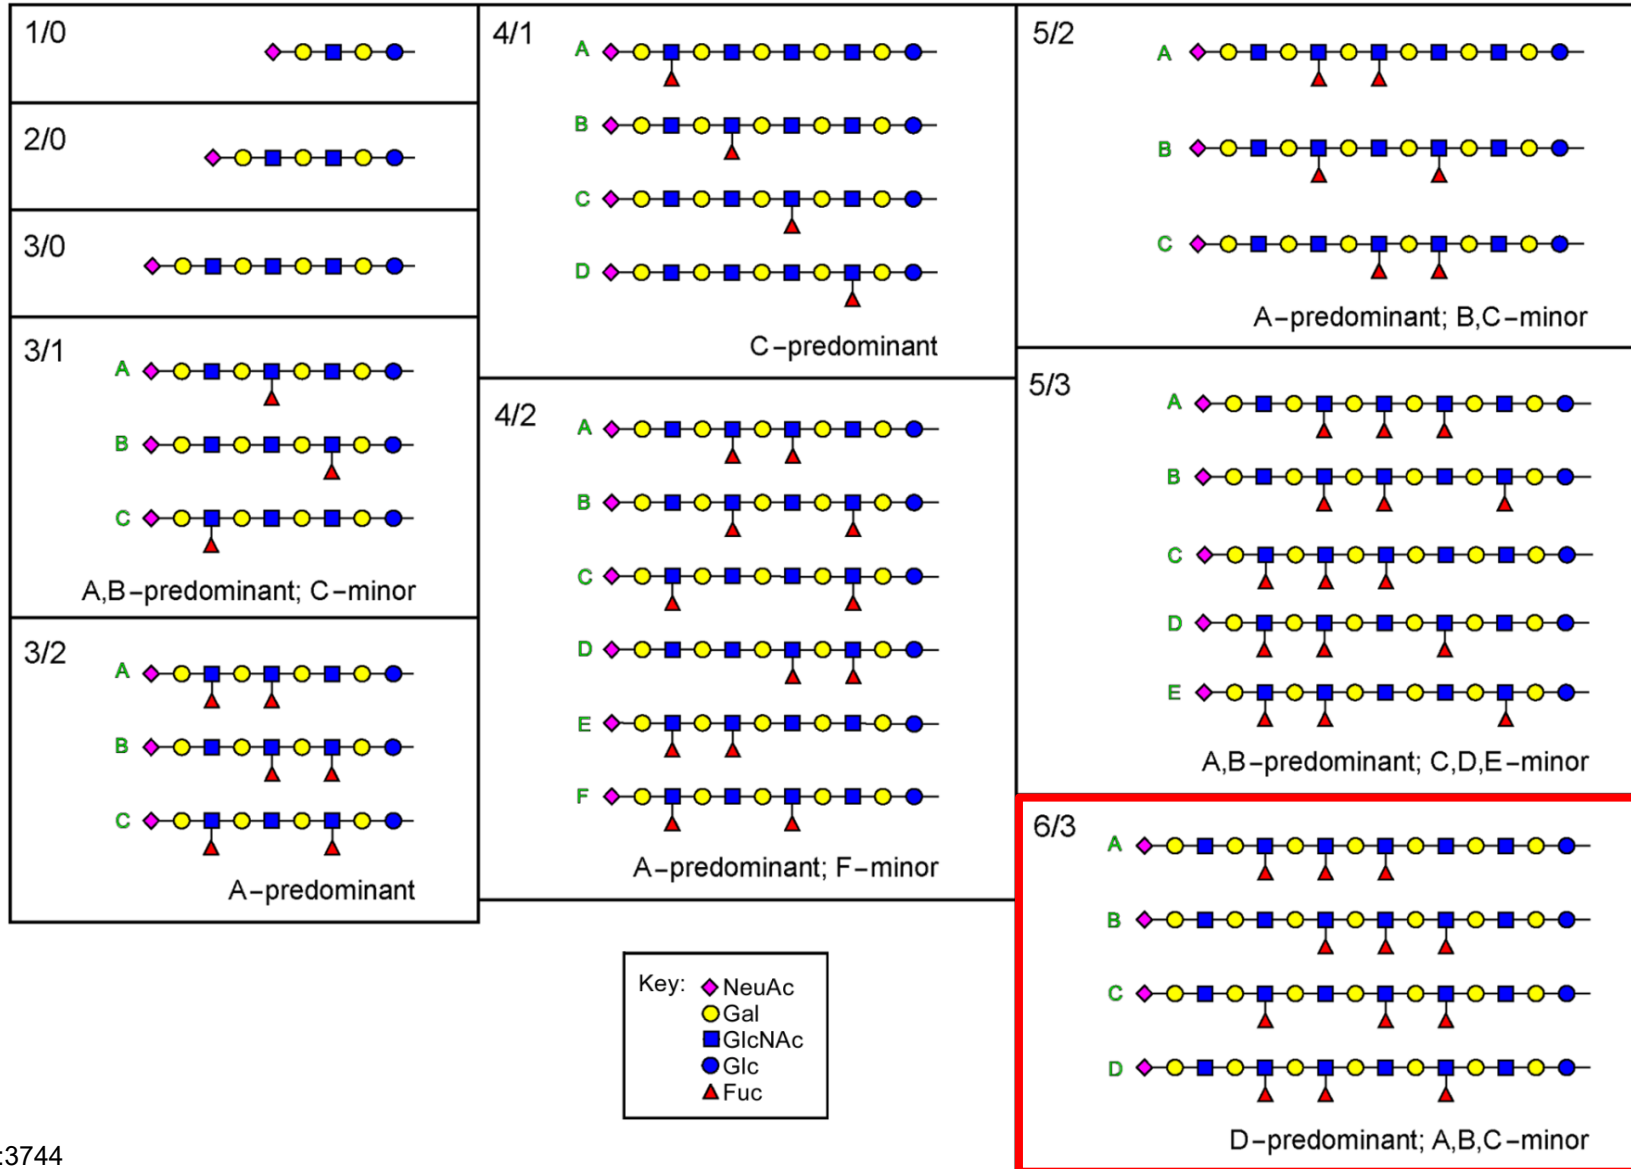 1/0
2/0
3/0
3/1
A
B
C
A,B-predominant; C-minor
3/2
A
B
C
A-predominant
4/1
A
B
C
D
C-predominant
4/2
A
B
C
D
E
F
A-predominant; F-minor
5/2
A
B
C
A-predominant; B,C-minor
5/3
A
B
C
D
E
A,B-predominant; C,D,E-minor
6/3
A
B
C
D
D-predominant; A,B,C-minor
Key:
NeuAc
Gal
GlcNAc
Glc
Fuc
:3744